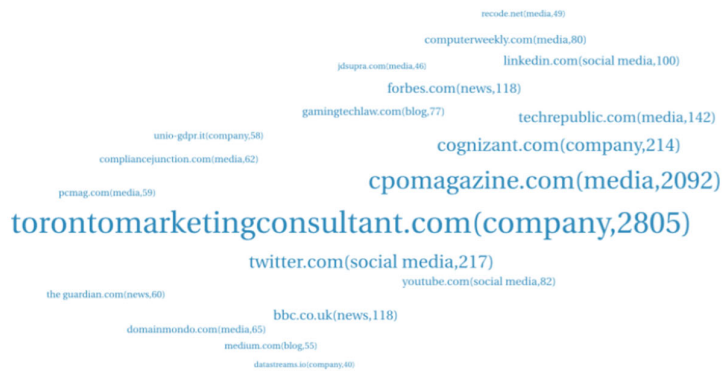 recode.net(media,49)
computerweekly.com(media,80)
linkedin.com(social media,100)
jdsupra.com(media,46)
forbes.com(news,118)
gamingtechlaw.com(blog,77)
techrepublic.com(media,142)
unio-gdpr.it(company,58)
cognizant.com(company,214)
compliancejunction.com(media,62)
cpomagazine.com(media,2092)
pcmag.com(media,59)
torontomarketingconsultant.com(company,2805)
twitter.com(social media,217)
youtube.com(social media,82)
the guardian.com(news,60)
bbc.co.uk(news,118)
domainmondo.com(media,65)
medium.com(blog,55)
datastreams.io(company,40)